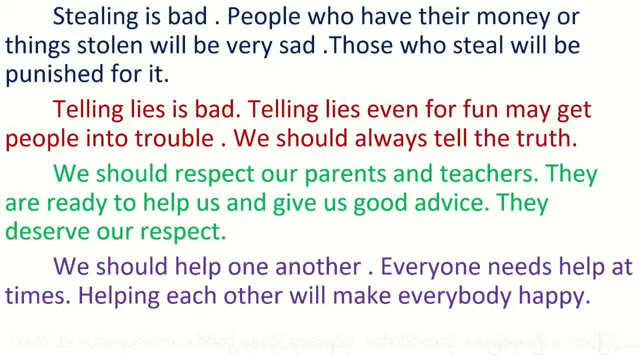 Stealing is bad . People who have their money or
things stolen will be very sad .Those who steal will be
punished for it.
Telling lies is bad. Telling lies even for fun may get
people into trouble . We should always tell the truth.
We should respect our parents and teachers. They
are ready to help us and give us good advice. They
deserve our respect.
We should help one another . Everyone needs help at
times. Helping each other will make everybody happy.